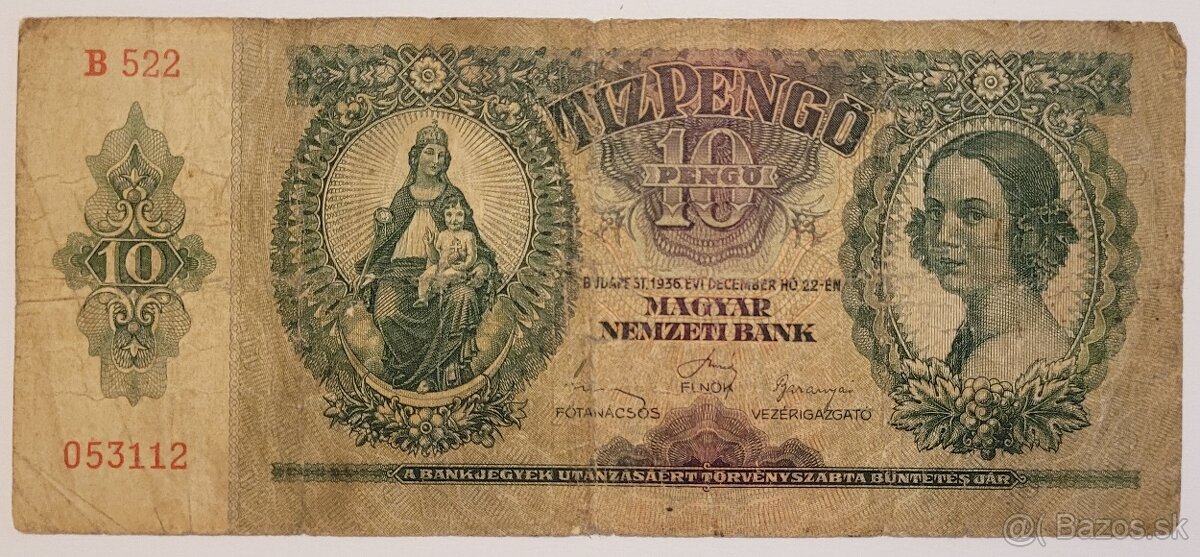 B 522
TÍZPENGŐ
10
PENGŐ
10
BUDAPEST, 1936. ÉVI DECEMBER HÓ 22-ÉN
MAGYAR
NEMZETI BANK
ELNÖK
FŐTANÁCSOS
VEZÉRIGAZGATÓ
053112
A BANKJEGYEK UTÁNZÁSÁÉRT TÖRVÉNYSZABTA BÜNTETÉS JÁR
@( Bazos.sk